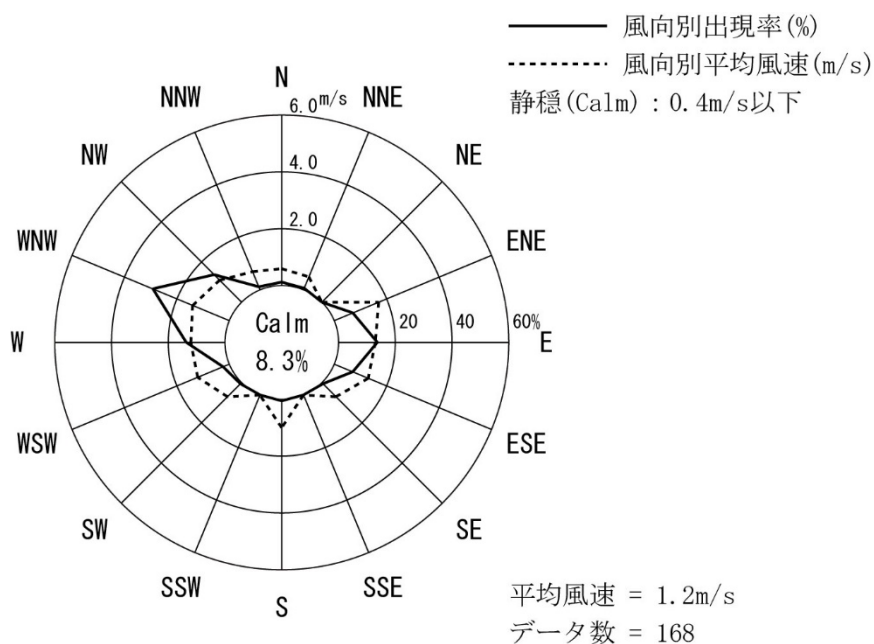 風向別出現率(%)
風向別平均風速(m/s)
静穏(Calm)：0.4m/s以下
N
NNW
NNE
6.0m/s
NW
NE
4.0
WNW
ENE
2.0
W
Calm
8.3%
20
40
60%
E
WSW
ESE
SW
SE
SSW
SSE
S
平均風速 = 1.2m/s
データ数 = 168